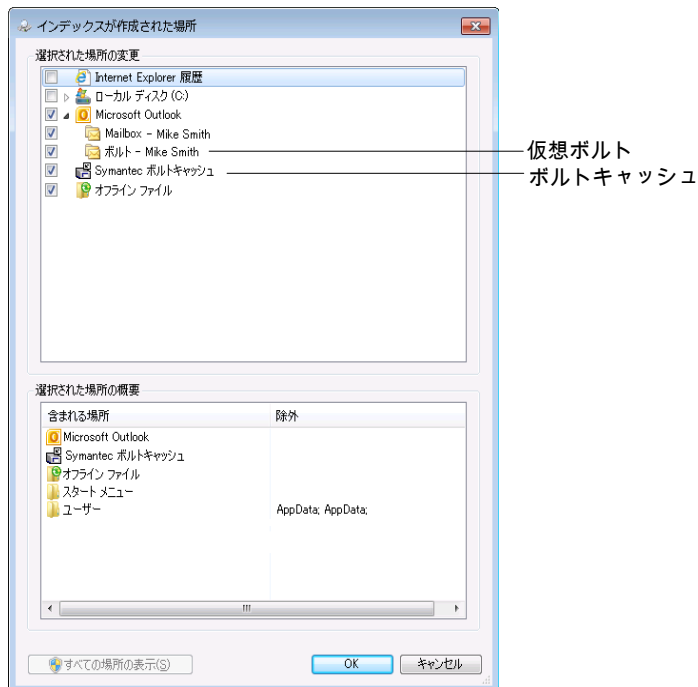 インデックスが作成された場所
選択された場所の変更
Internet Explorer 履歴
ローカル ディスク (C:)
Microsoft Outlook
Mailbox - Mike Smith
ボルト - Mike Smith
仮想ボルト
Symantec ボルトキャッシュ
ボルトキャッシュ
オフライン ファイル
選択された場所の概要
含まれる場所 除外
Microsoft Outlook
Symantec ボルトキャッシュ
オフライン ファイル
スタート メニュー
ユーザー AppData; AppData;
すべての場所の表示(S) OK キャンセル